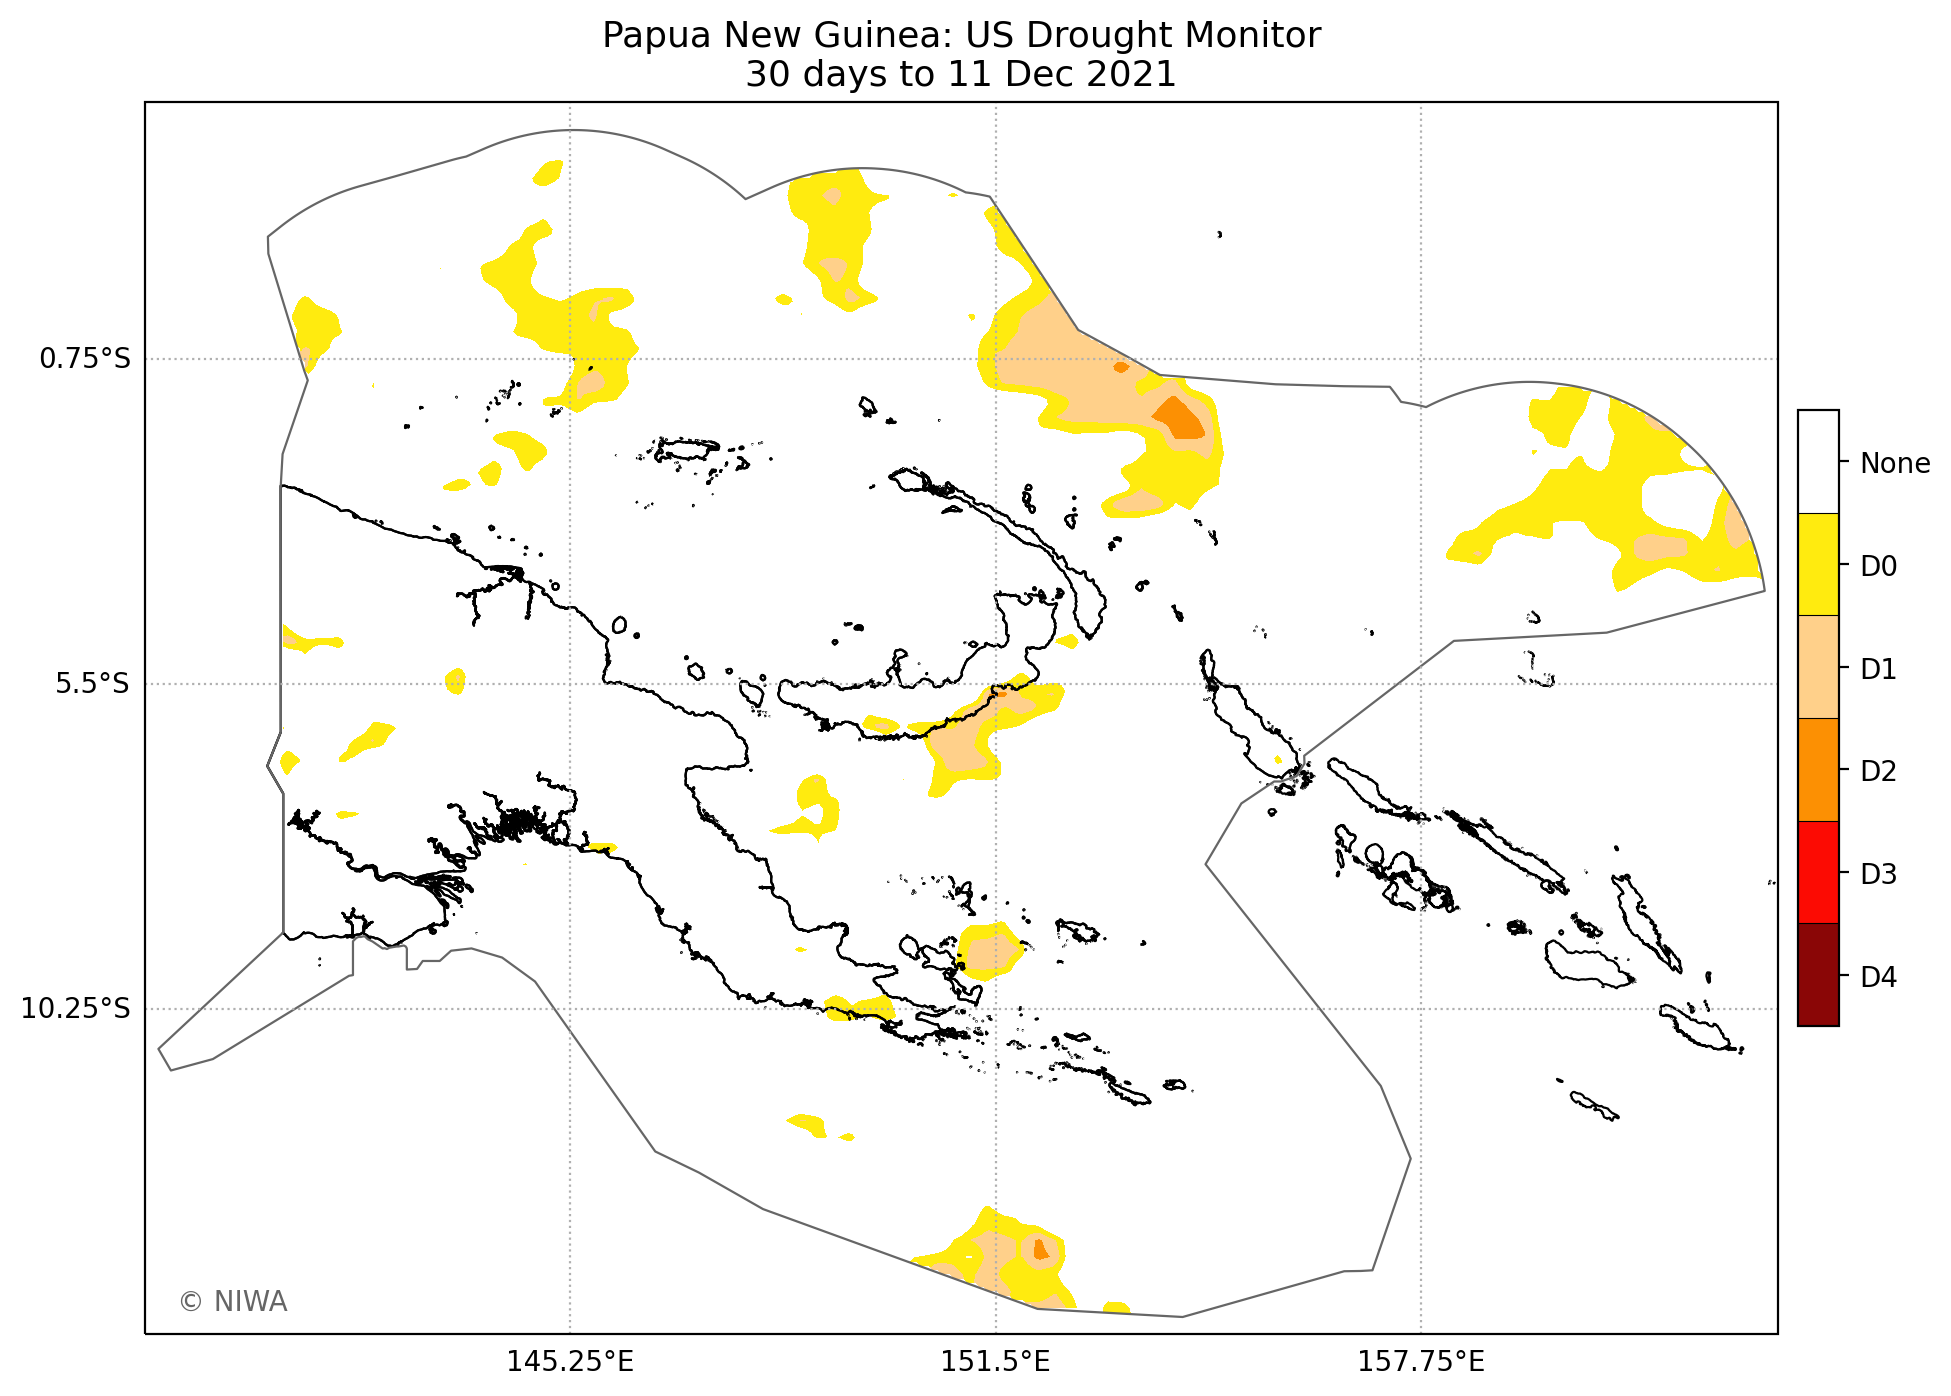 Papua New Guinea: US Drought Monitor
30 days to 11 Dec 2021
0.75°S
5.5°S
10.25°S
145.25°E
151.5°E
157.75°E
None
D0
D1
D2
D3
D4
© NIWA